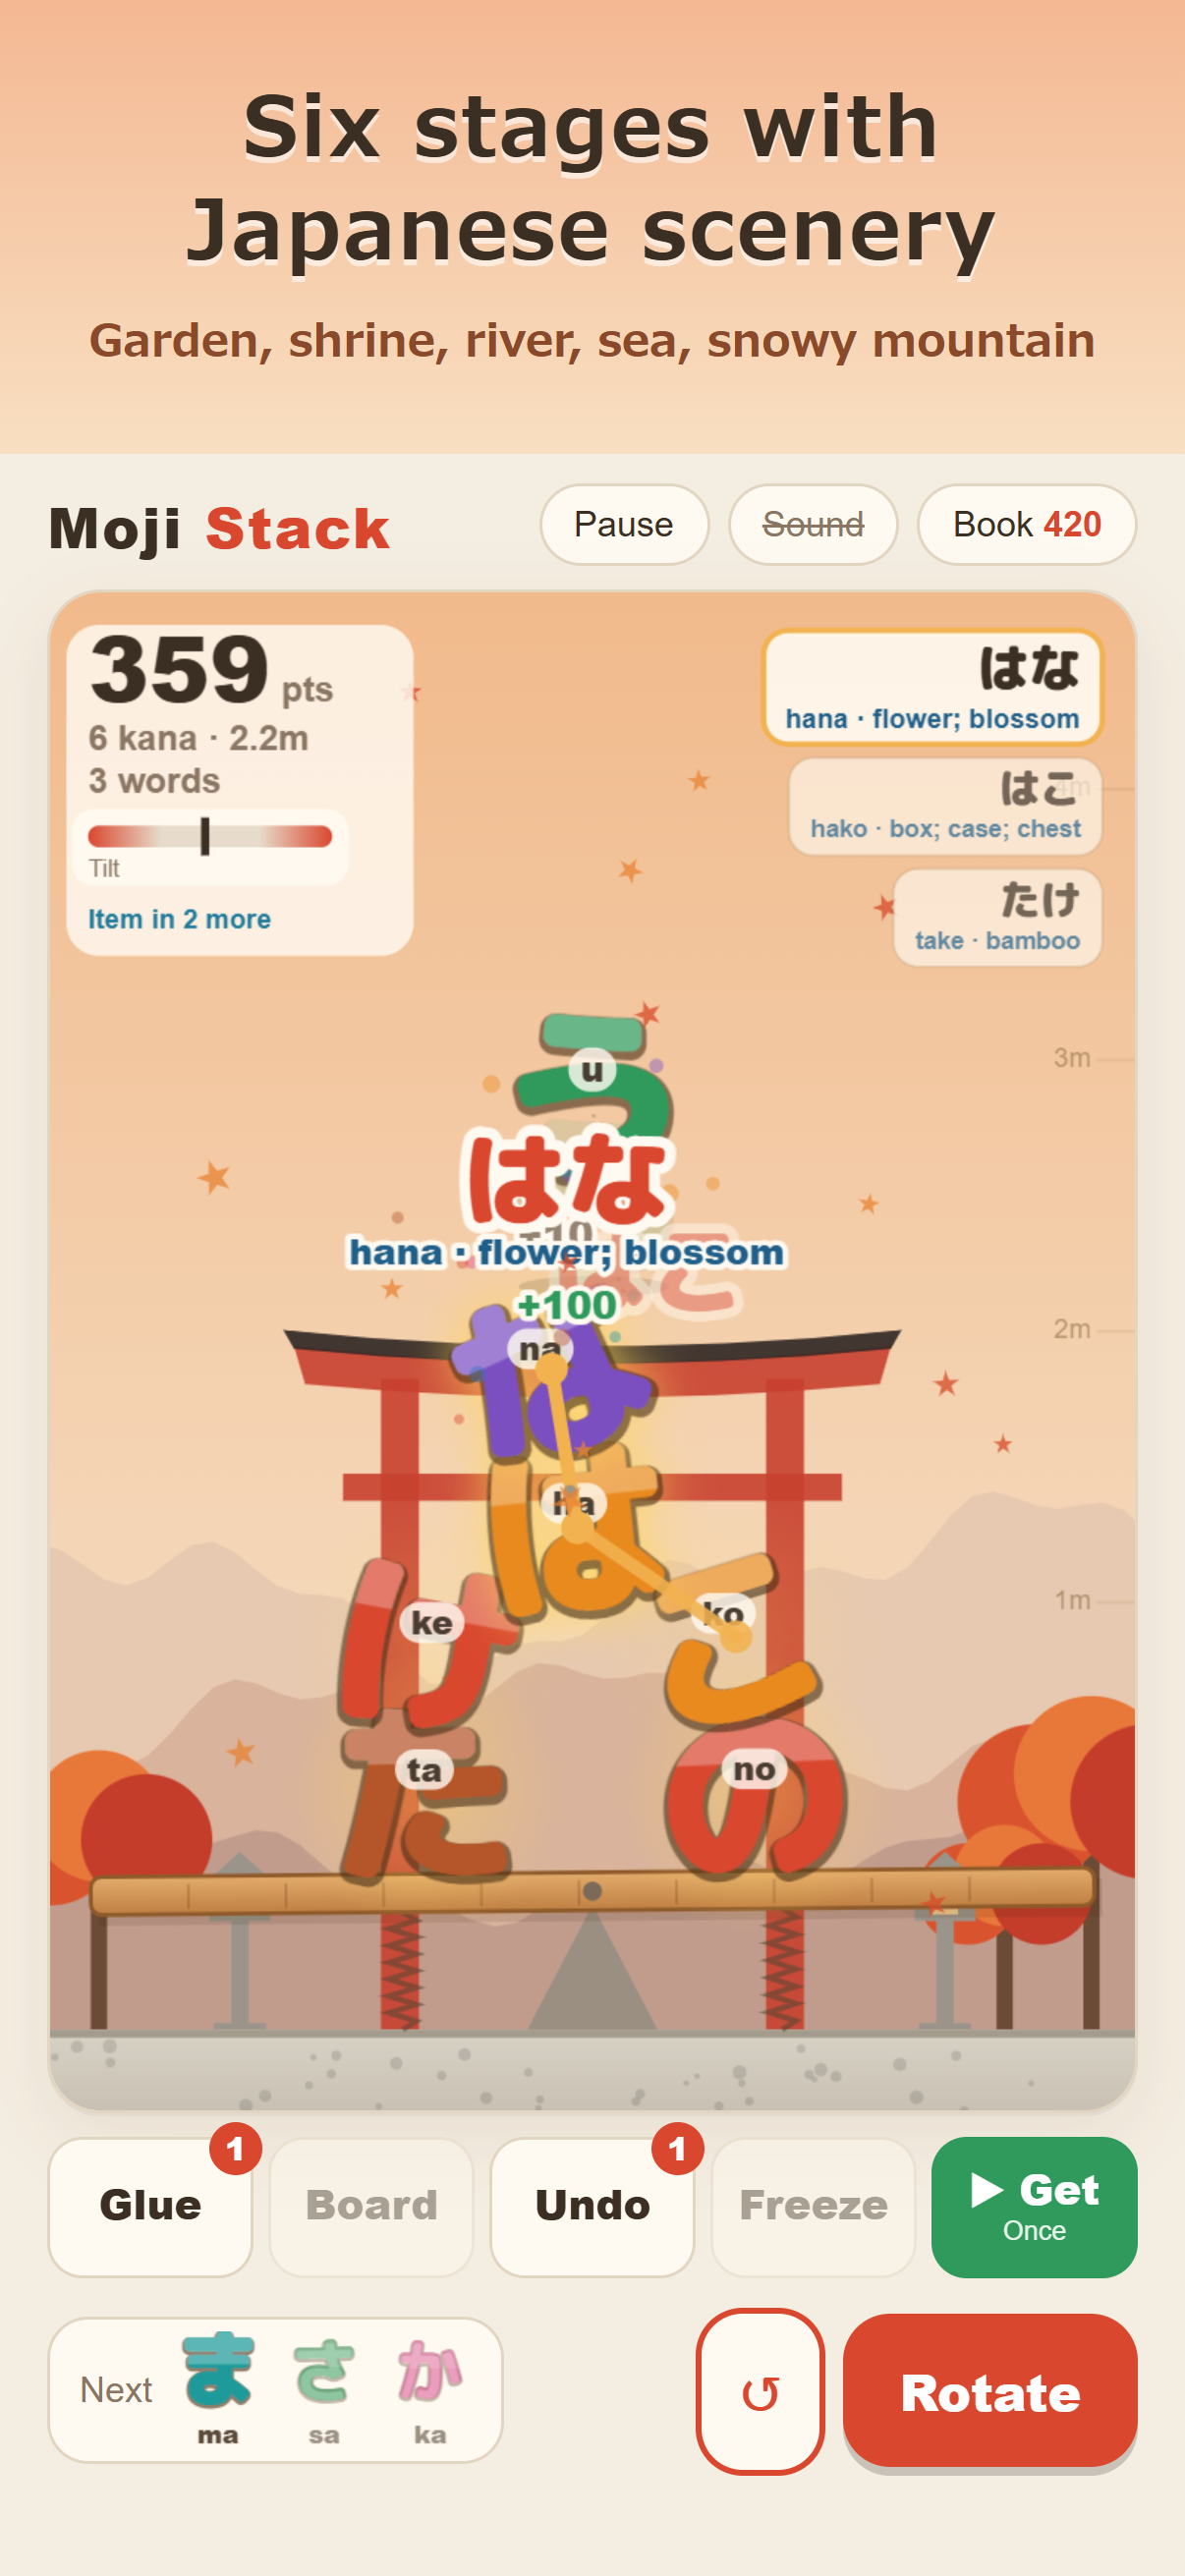 Six stages with
Japanese scenery
Garden, shrine, river, sea, snowy mountain
Moji Stack
Pause
Sound
Book 420
359 pts
6 kana · 2.2m
3 words
Tilt
Item in 2 more
はな
hana · flower; blossom
4m
はこ
hako · box; case; chest
たけ
take · bamboo
3m
う
u
はな
+10
hana · flower; blossom
はこ
+100
2m
な
na
は
ha
1m
け
ke
こ
ko
た
ta
の
no
Glue 1
Board
Undo 1
Freeze
Get
Once
Next
ま
さ
か
ma
sa
ka
Rotate